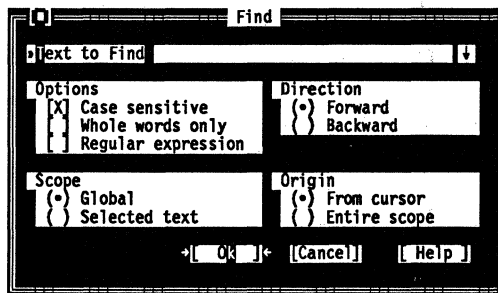 Find
Text to Find
Options
[X] Case sensitive
[ ] Whole words only
[ ] Regular expression
Direction
(•) Forward
( ) Backward
Scope
(•) Global
( ) Selected text
Origin
(•) From cursor
( ) Entire scope
[ Ok ] [Cancel] [ Help ]